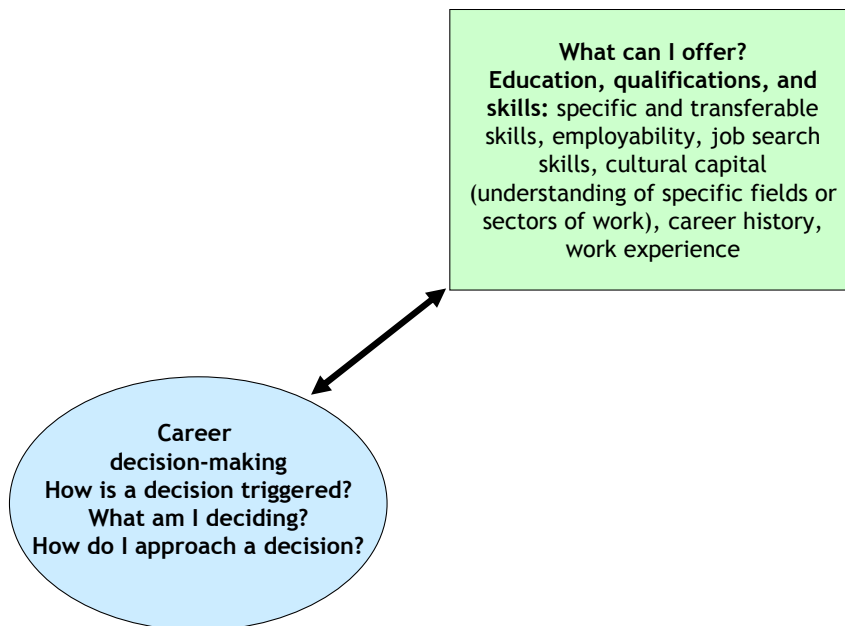 What can I offer?
Education, qualifications, and
skills: specific and transferable
skills, employability, job search
skills, cultural capital
(understanding of specific fields or
sectors of work), career history,
work experience
Career
decision-making
How is a decision triggered?
What am I deciding?
How do I approach a decision?